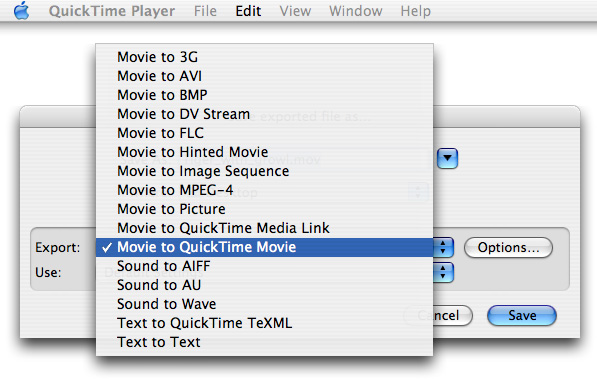 QuickTime Player File Edit View Window Help
Movie to 3G
Movie to AVI
Movie to BMP
Movie to DV Stream
exported file as
Movie to FLC
Movie to Hinted Movie
owl.mov
Movie to Image Sequence
Movie to MPEG-4
Movie to Picture
Movie to QuickTime Media Link
Export: ✓ Movie to QuickTime Movie Options...
Use: Sound to AIFF
Sound to AU
Sound to Wave
Cancel Save
Text to QuickTime TeXML
Text to Text